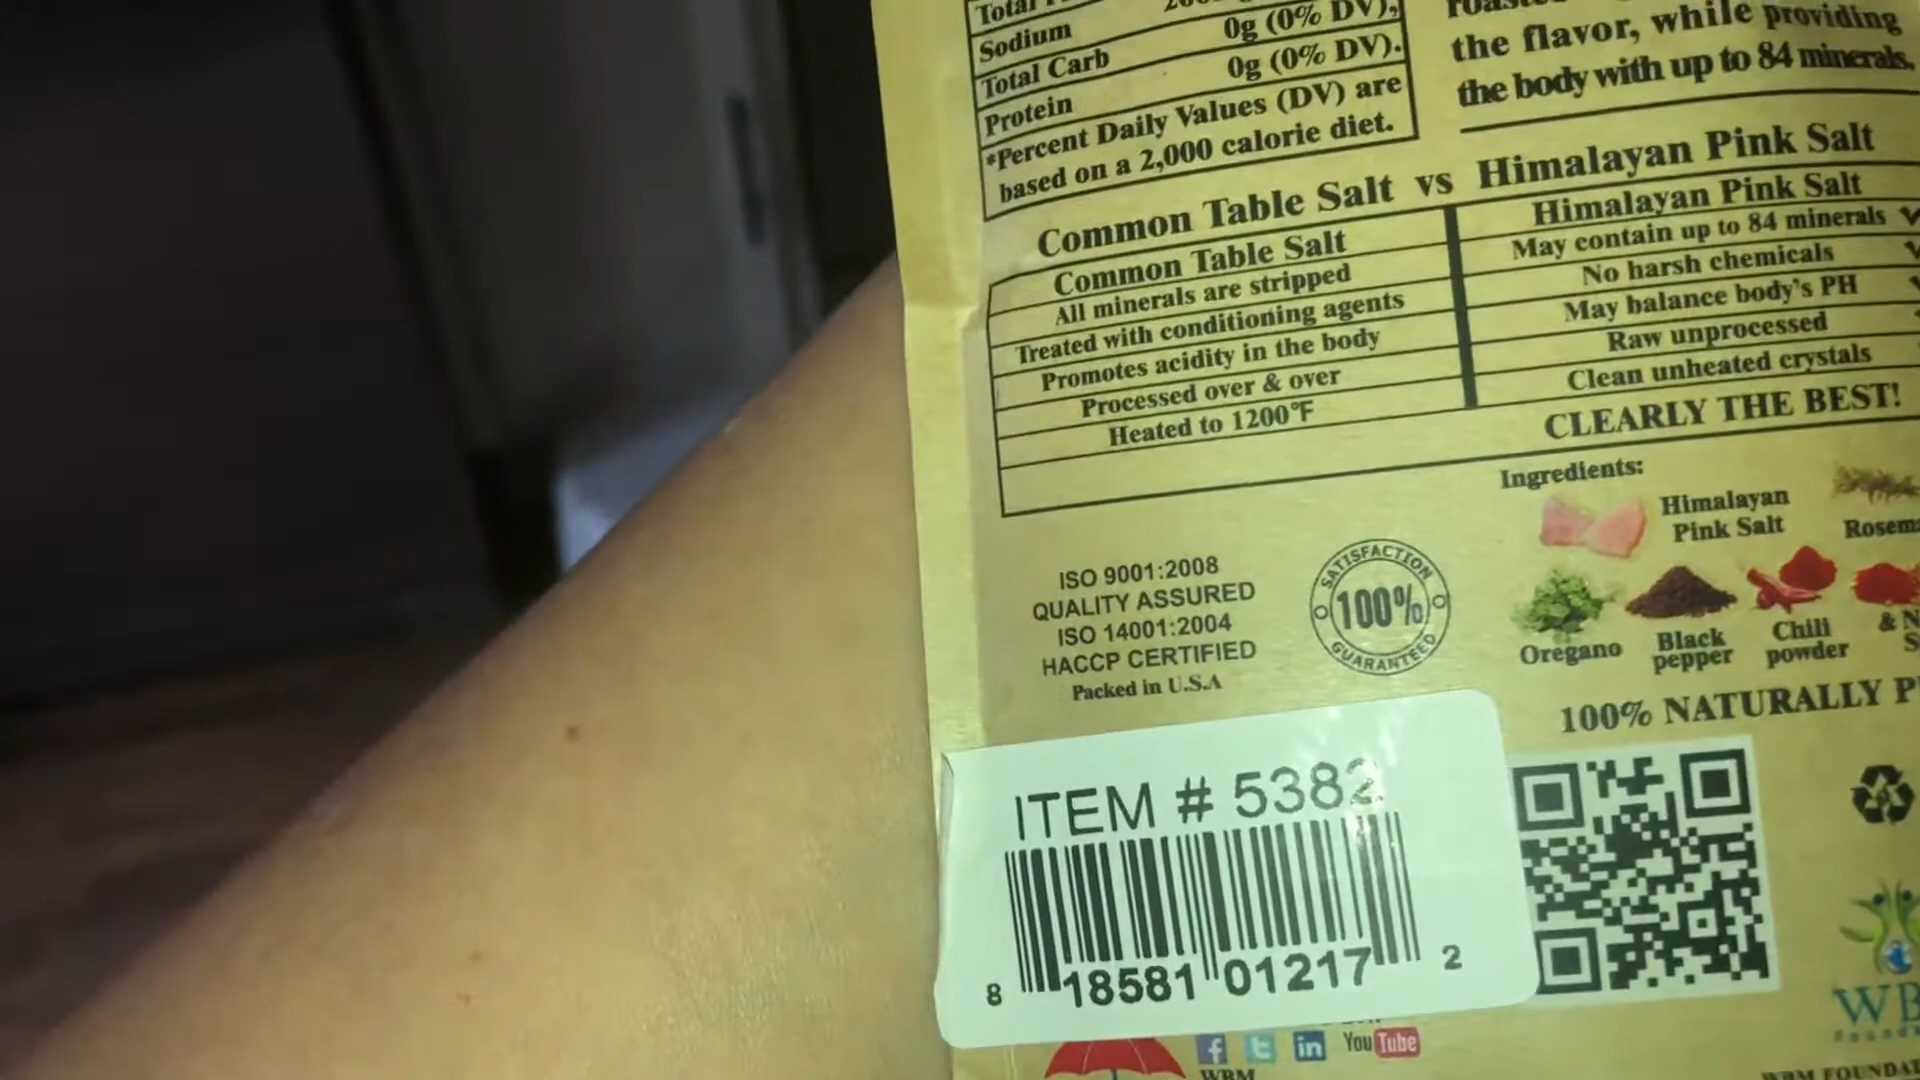 Total
Sodium
Total Carb 0g (0% DV),
Protein 0g (0% DV).
*Percent Daily Values (DV) are
based on a 2,000 calorie diet.
the flavor, while providing
the body with up to 84 minerals.
Common Table Salt vs Himalayan Pink Salt
Common Table Salt
All minerals are stripped
Treated with conditioning agents
Promotes acidity in the body
Processed over & over
Heated to 1200°F
Himalayan Pink Salt
May contain up to 84 minerals
No harsh chemicals
May balance body's PH
Raw unprocessed
Clean unheated crystals
CLEARLY THE BEST!
Ingredients:
Himalayan
Pink Salt
Oregano
Black
pepper
Chili
powder
&
ISO 9001:2008
QUALITY ASSURED
ISO 14001:2004
HACCP CERTIFIED
Packed in U.S.A
SATISFACTION
100%
GUARANTEED
100% NATURALLY
ITEM # 5382
8 18581 01217 2
f t in YouTube
WBM
WBM